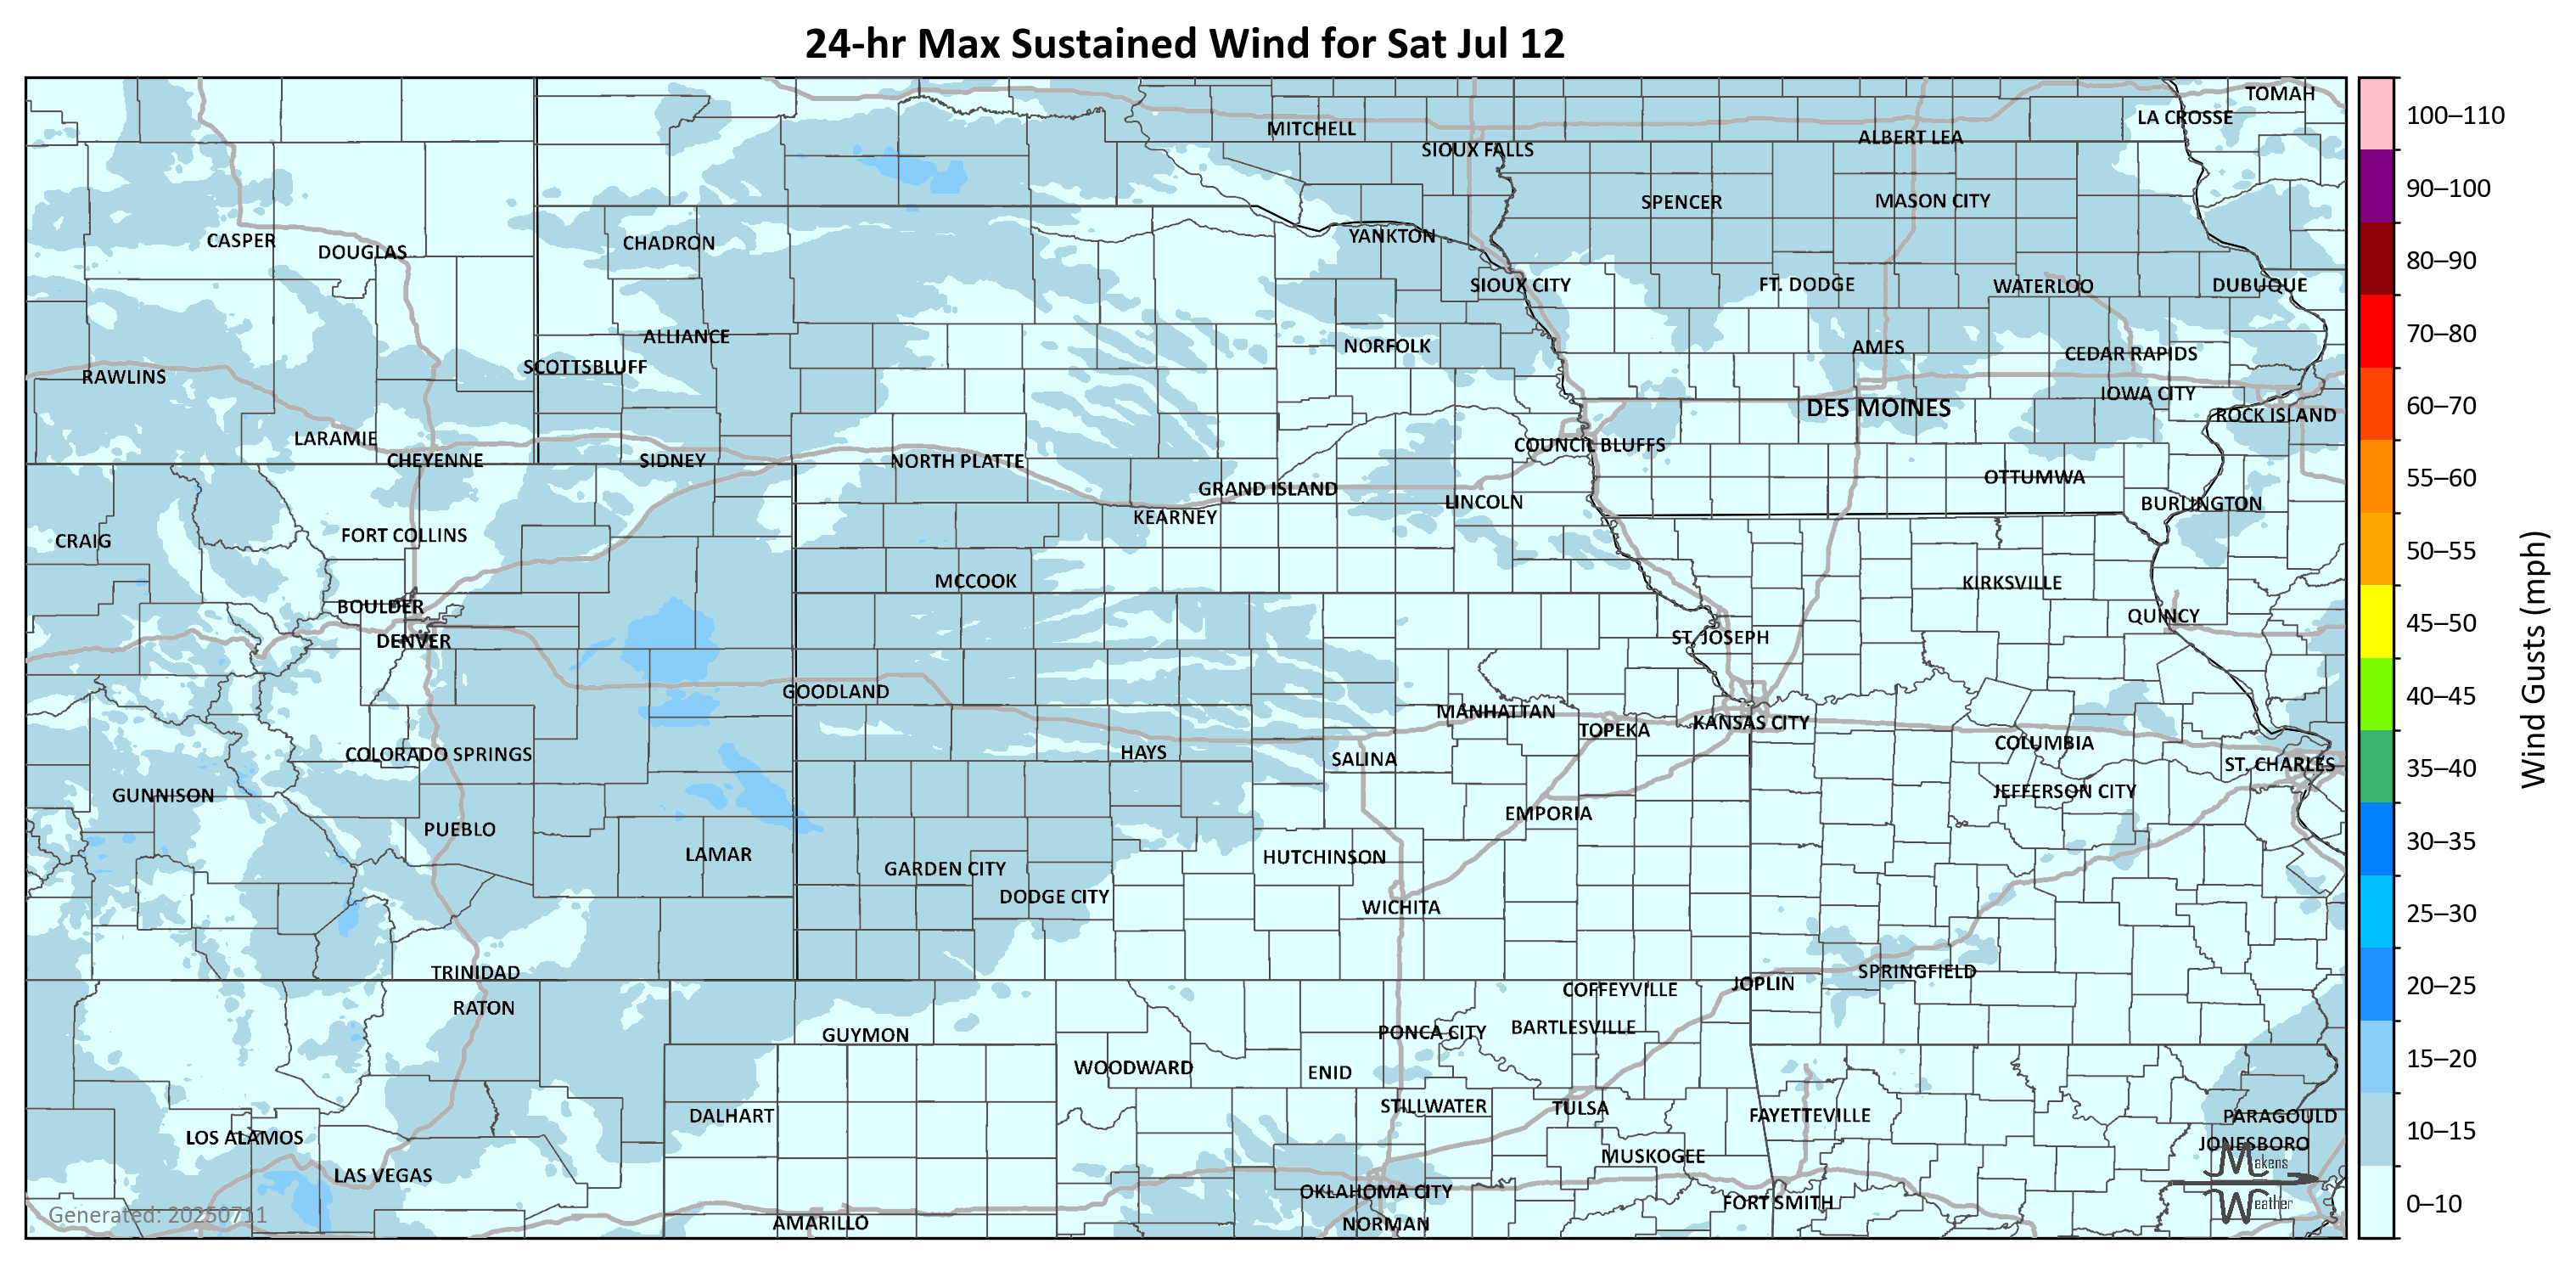 24-hr Max Sustained Wind for Sat Jul 12
TOMAH
LA CROSSE
MITCHELL
ALBERT LEA
SIOUX FALLS
SPENCER
MASON CITY
CASPER
DOUGLAS
CHADRON
YANKTON
SIOUX CITY
FT. DODGE
WATERLOO
DUBUQUE
ALLIANCE
NORFOLK
AMES
CEDAR RAPIDS
SCOTTSBLUFF
RAWLINS
IOWA CITY
DES MOINES
ROCK ISLAND
LARAMIE
COUNCIL BLUFFS
CHEYENNE
SIDNEY
NORTH PLATTE
OTTUMWA
GRAND ISLAND
LINCOLN
BURLINGTON
KEARNEY
FORT COLLINS
CRAIG
MCCOOK
KIRKSVILLE
BOULDER
QUINCY
DENVER
ST. JOSEPH
GOODLAND
MANHATTAN
TOPEKA
KANSAS CITY
COLUMBIA
COLORADO SPRINGS
HAYS
SALINA
ST. CHARLES
GUNNISON
JEFFERSON CITY
EMPORIA
PUEBLO
LAMAR
HUTCHINSON
GARDEN CITY
DODGE CITY
WICHITA
TRINIDAD
SPRINGFIELD
JOPLIN
COFFEYVILLE
RATON
GUYMON
PONCA CITY
BARTLESVILLE
WOODWARD
ENID
STILLWATER
TULSA
DALHART
FAYETTEVILLE
PARAGOULD
LOS ALAMOS
JONESBORO
MUSKOGEE
LAS VEGAS
OKLAHOMA CITY
FORT SMITH
AMARILLO
NORMAN
Makens
Weather
Generated: 20250711
100–110
90–100
80–90
70–80
60–70
55–60
50–55
45–50
40–45
35–40
30–35
25–30
20–25
15–20
10–15
0–10
Wind Gusts (mph)